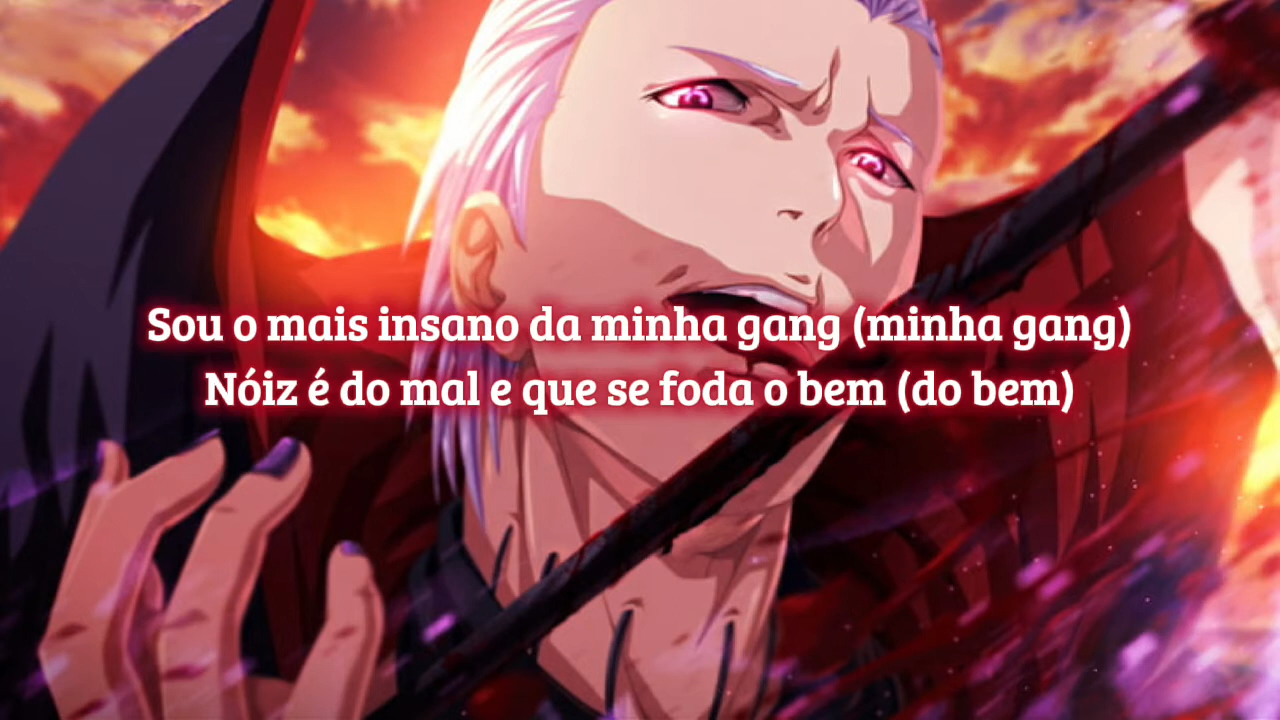 Sou o mais insano da minha gang (minha gang)
Nóiz é do mal e que se foda o bem (do bem)